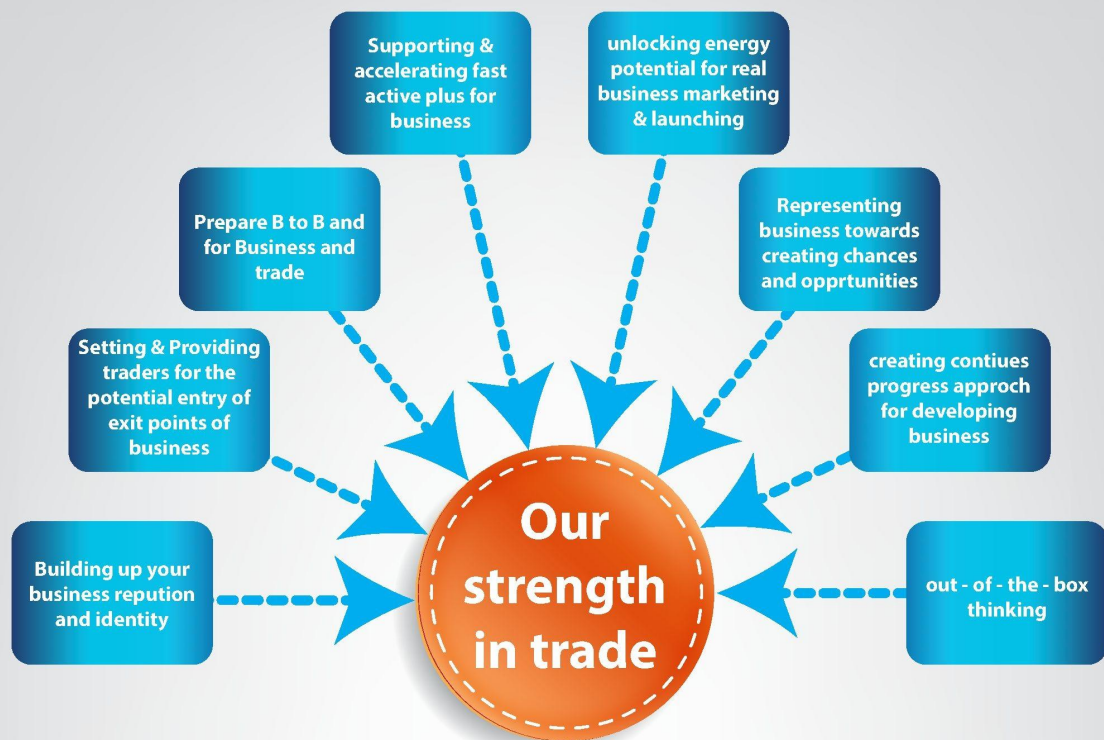 Supporting &
accelerating fast
active plus for
business
unlocking energy
potential for real
business marketing
& launching
Prepare B to B and
for Business and
trade
Representing
business towards
creating chances
and opprtunities
Setting & Providing
traders for the
potential entry of
exit points of
business
creating contiues
progress approch
for developing
business
Building up your
business repution
and identity
out - of - the - box
thinking
Our
strength
in trade